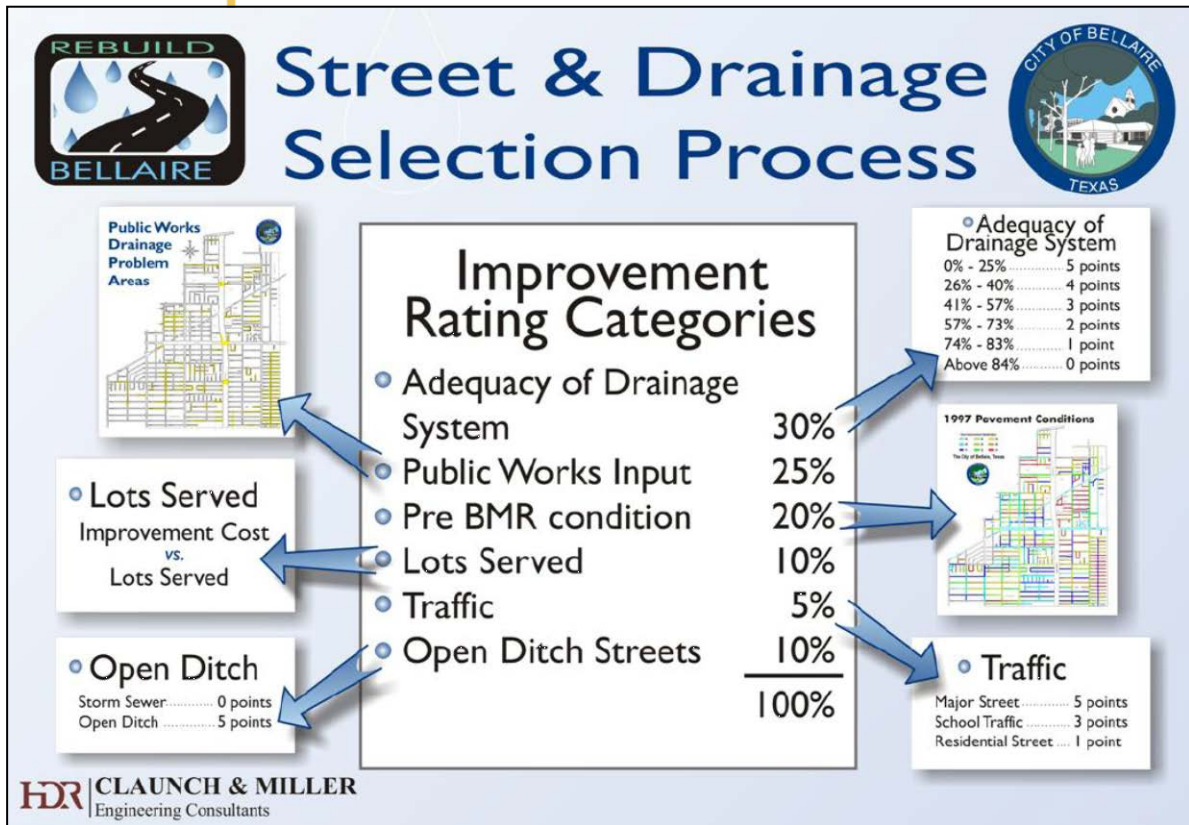 REBUILD
BELLAIRE
Street & Drainage
Selection Process
CITY OF BELLAIRE
TEXAS
Public Works
Drainage
Problem
Areas
Improvement
Rating Categories
Adequacy of Drainage
System 30%
Public Works Input 25%
Pre BMR condition 20%
Lots Served 10%
Traffic 5%
Open Ditch Streets 10%
100%
Adequacy of
Drainage System
0% - 25% ............. 5 points
26% - 40% ............. 4 points
41% - 57% ............. 3 points
57% - 73% ............. 2 points
74% - 83% ............. 1 point
Above 84% ............. 0 points
1997 Pavement Conditions
The City of Bellaire, Texas
Lots Served
Improvement Cost
vs.
Lots Served
Open Ditch
Storm Sewer ............ 0 points
Open Ditch ............. 5 points
Traffic
Major Street ............ 5 points
School Traffic ........... 3 points
Residential Street .... 1 point
HDR CLAUNCH & MILLER
Engineering Consultants